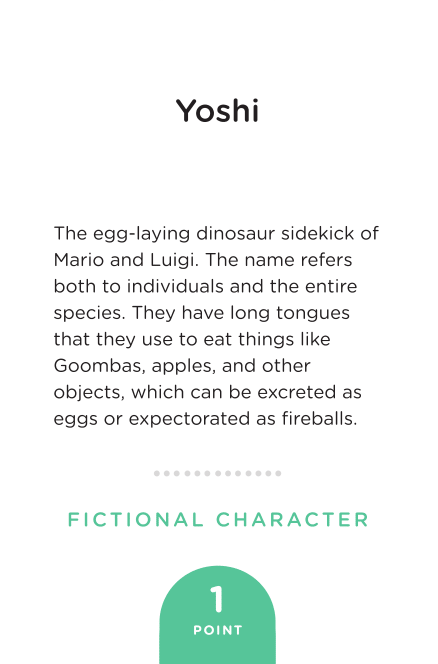 Yoshi
The egg-laying dinosaur sidekick of
Mario and Luigi. The name refers
both to individuals and the entire
species. They have long tongues
that they use to eat things like
Goombas, apples, and other
objects, which can be excreted as
eggs or expectorated as fireballs.
FICTIONAL CHARACTER
1
POINT